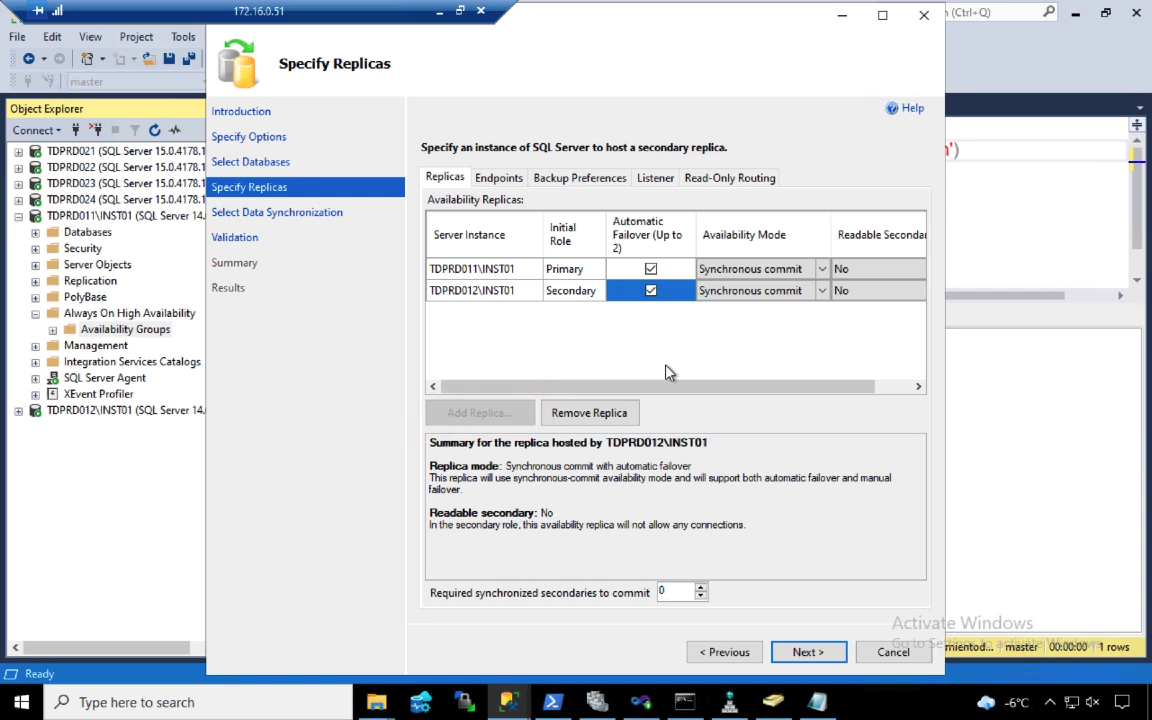 172.16.0.51
n (Ctrl+Q)
File Edit View Project Tools
master
Specify Replicas
Object Explorer
Connect
TDPRD021 (SQL Server 15.0.4178.1
TDPRD022 (SQL Server 15.0.4178.1
TDPRD023 (SQL Server 15.0.4178.1
TDPRD024 (SQL Server 15.0.4178.1
TDPRD011\INST01 (SQL Server 14.
Databases
Security
Server Objects
Replication
PolyBase
Always On High Availability
Availability Groups
Management
Integration Services Catalogs
SQL Server Agent
XEvent Profiler
TDPRD012\INST01 (SQL Server 14.
Introduction
Specify Options
Select Databases
Specify Replicas
Select Data Synchronization
Validation
Summary
Results
Help
Specify an instance of SQL Server to host a secondary replica.
Replicas Endpoints Backup Preferences Listener Read-Only Routing
Availability Replicas:
Server Instance Initial Role Automatic Failover (Up to 2) Availability Mode Readable Seconda
TDPRD011\INST01 Primary Synchronous commit No
TDPRD012\INST01 Secondary Synchronous commit No
Add Replica... Remove Replica
Summary for the replica hosted by TDPRD012\INST01
Replica mode: Synchronous commit with automatic failover
This replica will use synchronous-commit availability mode and will support both automatic failover and manual
failover.
Readable secondary: No
In the secondary role, this availability replica will not allow any connections.
Required synchronized secondaries to commit 0
< Previous Next > Cancel
n')
Activate Windows
Go to Settings to activate Windows.
mientod... master 00:00:00 1 rows
Ready
Type here to search
-6°C